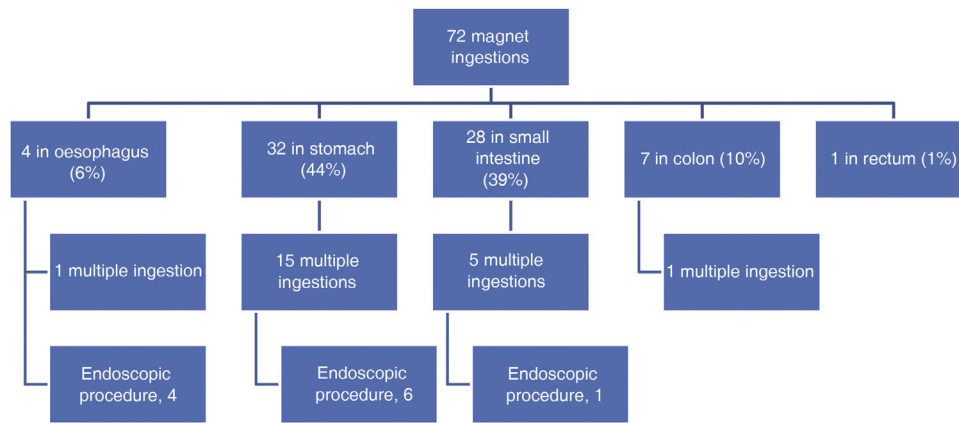 72 magnet
ingestions
4 in oesophagus
(6%)
32 in stomach
(44%)
28 in small
intestine
(39%)
7 in colon (10%)
1 in rectum (1%)
1 multiple ingestion
15 multiple
ingestions
5 multiple
ingestions
1 multiple ingestion
Endoscopic
procedure, 4
Endoscopic
procedure, 6
Endoscopic
procedure, 1